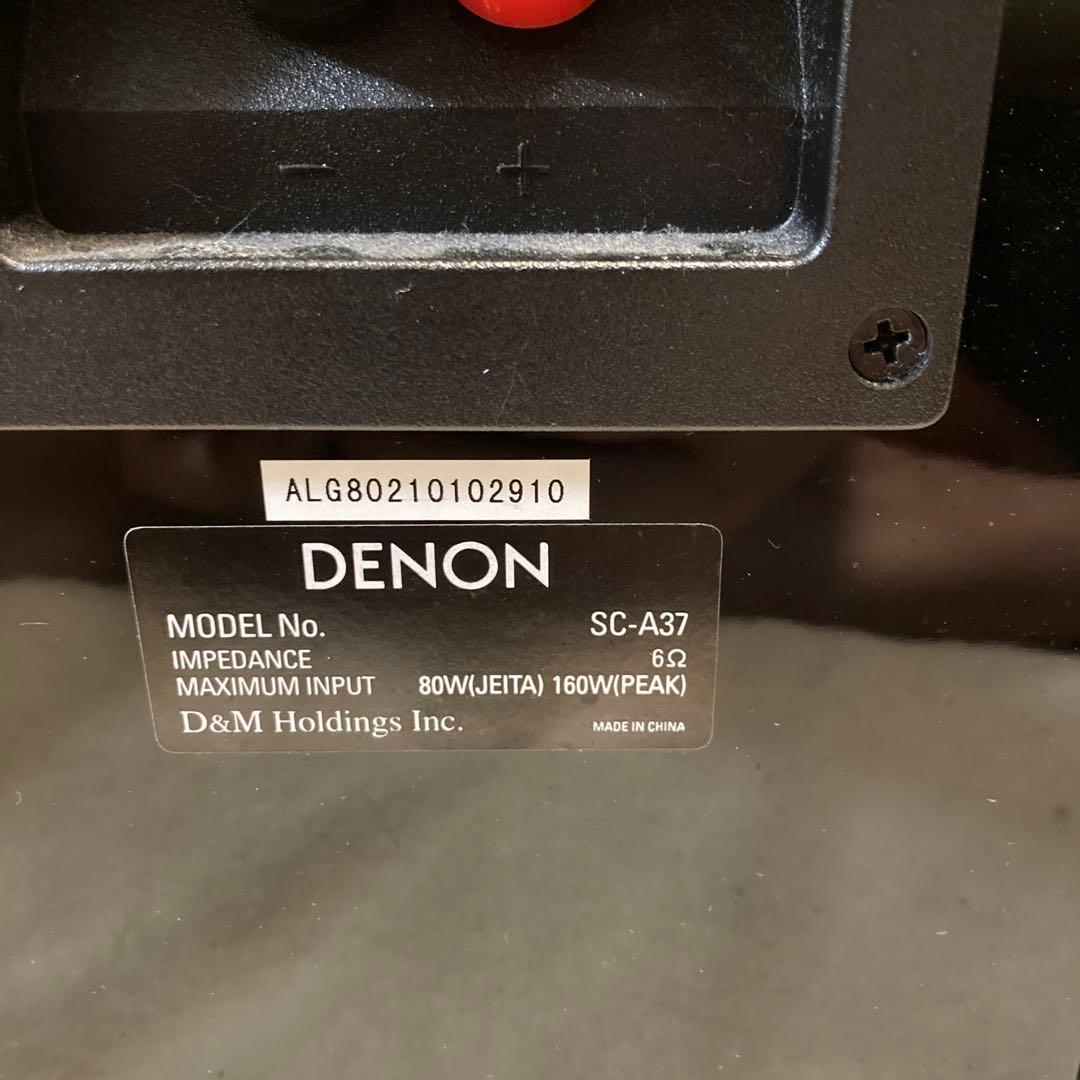 − +
ALG80210102910
DENON
MODEL No. SC-A37
IMPEDANCE 6Ω
MAXIMUM INPUT 80W(JEITA) 160W(PEAK)
D&M Holdings Inc. MADE IN CHINA